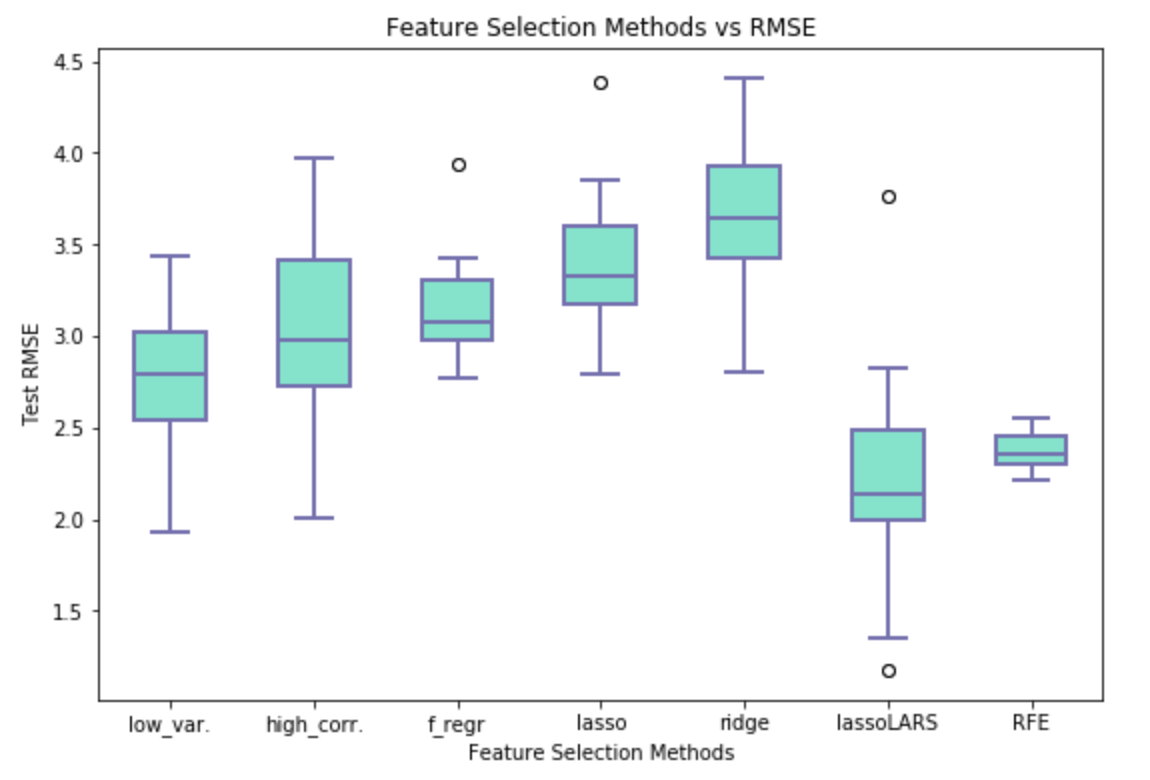 Feature Selection Methods vs RMSE
4.5
4.0
3.5
3.0
2.5
2.0
1.5
Test RMSE
low_var. high_corr. f_regr lasso ridge lassoLARS RFE
Feature Selection Methods